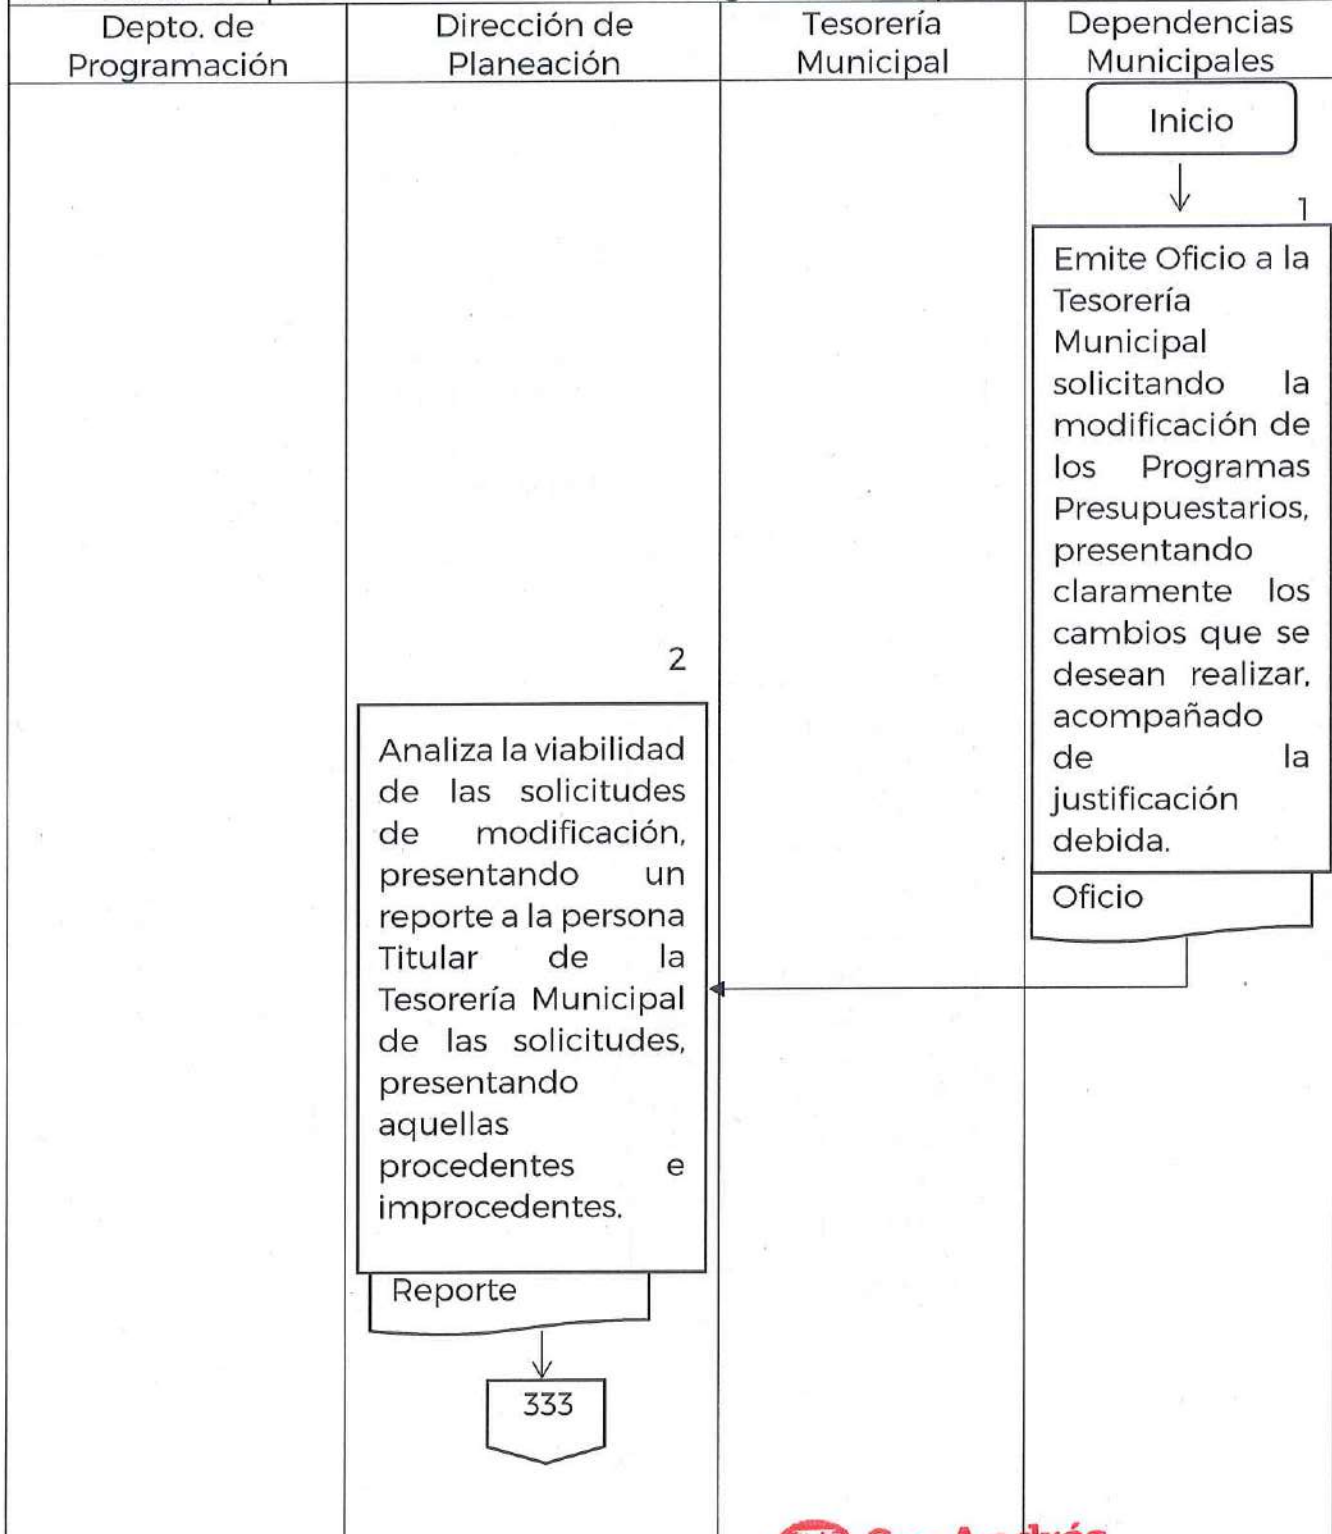 Depto. de
Programación
Dirección de
Planeación
Tesorería
Municipal
Dependencias
Municipales
Inicio
1
Emite Oficio a la
Tesorería
Municipal
solicitando la
modificación de
los Programas
Presupuestarios,
presentando
claramente los
cambios que se
desean realizar,
acompañado
de la
justificación
debida.
Oficio
2
Analiza la viabilidad
de las solicitudes
de modificación,
presentando un
reporte a la persona
Titular de la
Tesorería Municipal
de las solicitudes,
presentando
aquellas
procedentes e
improcedentes.
Reporte
333
San Andrés